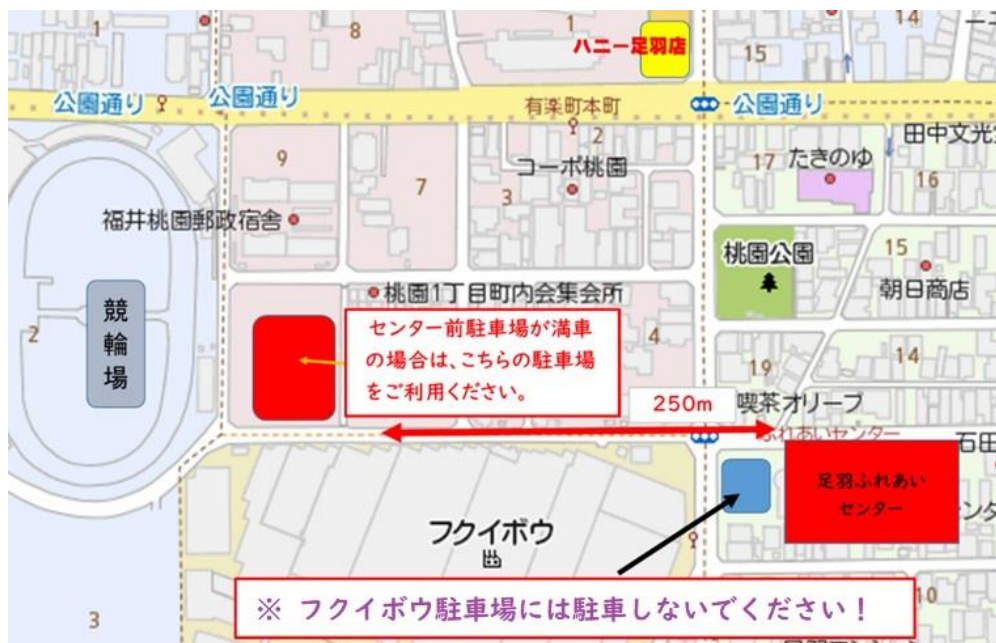 1
8
1
14
15
ハニー足羽店
公園通り
公園通り
有楽町本町
公園通り
2
田中文光
9
7
3
コーポ桃園
17
たきのゆ
16
福井桃園郵政宿舎
桃園公園
15
朝日商店
桃園1丁目町内会集会所
2
競輪場
センター前駐車場が満車
の場合は、こちらの駐車場
をご利用ください。
4
19
14
250m
喫茶オリーブ
ふれあいセンター
石田
足羽ふれあい
センター
フクイボウ
※ フクイボウ駐車場には駐車しないでください！
10
3